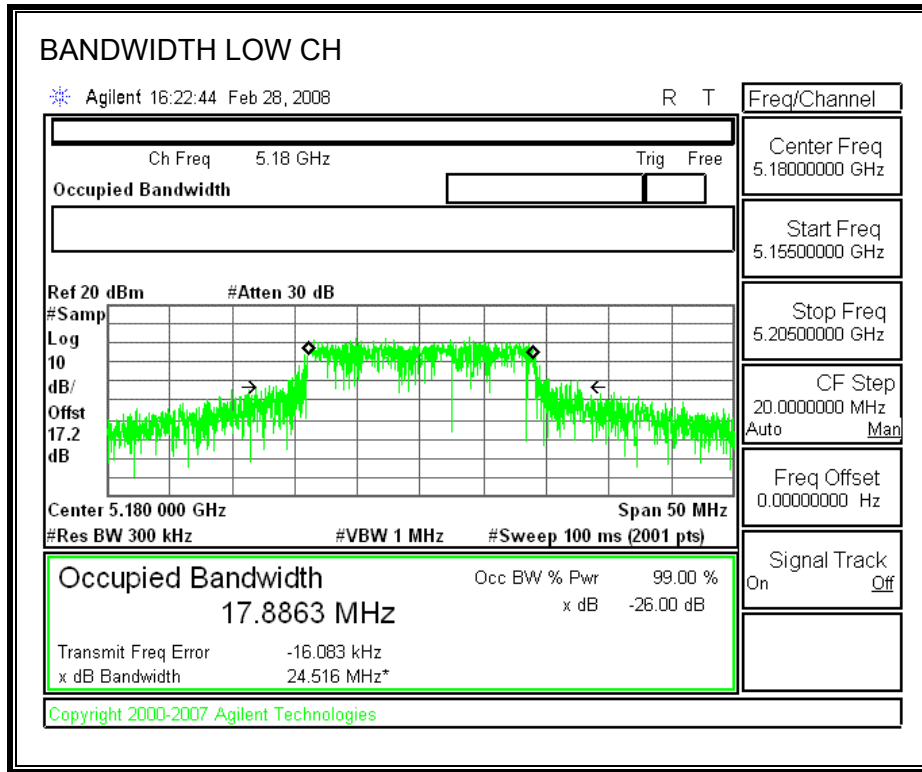 BANDWIDTH LOW CH
Agilent 16:22:44 Feb 28, 2008 R T
Freq/Channel
Ch Freq 5.18 GHz Trig Free
Occupied Bandwidth
Center Freq
5.18000000 GHz
Start Freq
5.15500000 GHz
Stop Freq
5.20500000 GHz
CF Step
20.0000000 MHz
Auto Man
Freq Offset
0.00000000 Hz
Signal Track
On Off
Ref 20 dBm #Atten 30 dB
#Samp
Log
10
dB/
Offst
17.2
dB
Center 5.180 000 GHz Span 50 MHz
#Res BW 300 kHz #VBW 1 MHz #Sweep 100 ms (2001 pts)
Occupied Bandwidth Occ BW % Pwr 99.00 %
17.8863 MHz x dB -26.00 dB
Transmit Freq Error -16.083 kHz
x dB Bandwidth 24.516 MHz*
Copyright 2000-2007 Agilent Technologies